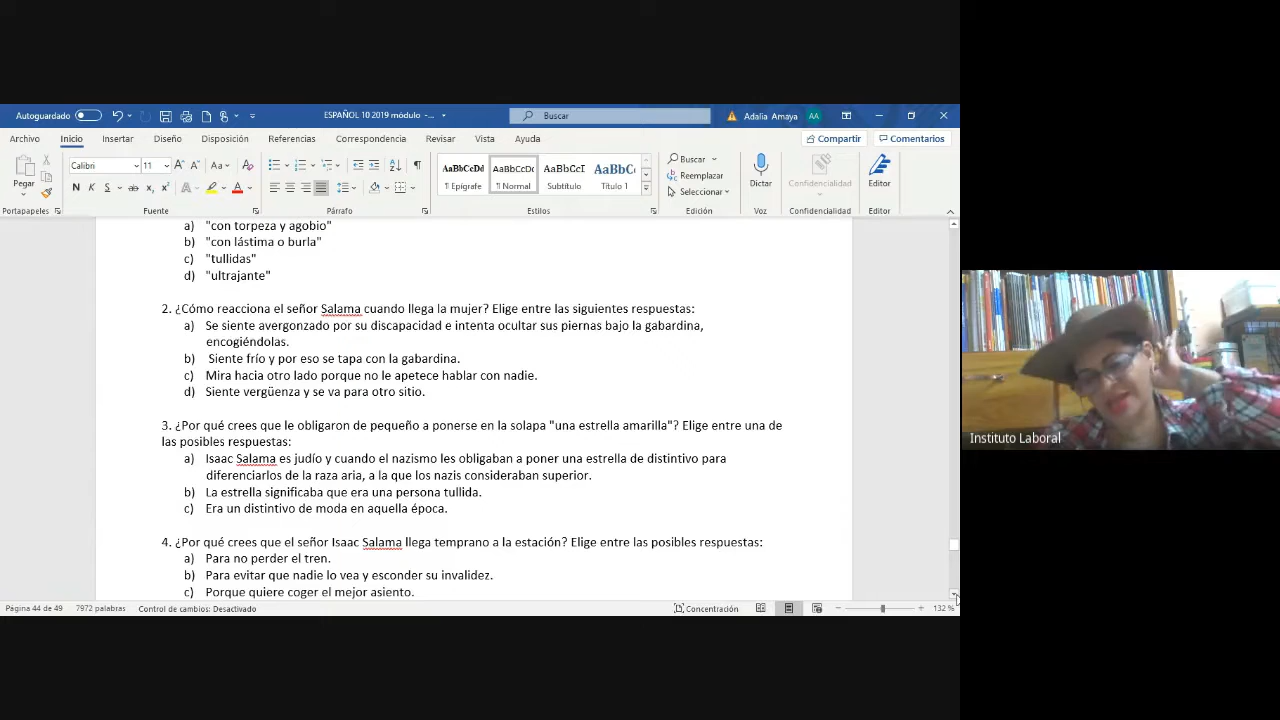 Autoguardado
ESPAÑOL 10 2019 módulo -...
Buscar
Adalia Amaya
AA
Archivo Inicio Insertar Diseño Disposición Referencias Correspondencia Revisar Vista Ayuda
Compartir
Comentarios
Pegar
Calibri
11
Aa
N K S ab x₂ x² A A
AaBbCcDd AaBbCcDc AaBbCcI AaBbC
¶ Epígrafe ¶ Normal Subtítulo Título 1
Buscar
Reemplazar
Seleccionar
Dictar
Confidencialidad
Editor
Portapapeles Fuente Párrafo Estilos Edición Voz Confidencialidad Editor
a) "con torpeza y agobio"
b) "con lástima o burla"
c) "tullidas"
d) "ultrajante"
2. ¿Cómo reacciona el señor Salama cuando llega la mujer? Elige entre las siguientes respuestas:
a) Se siente avergonzado por su discapacidad e intenta ocultar sus piernas bajo la gabardina,
encogiéndolas.
b) Siente frío y por eso se tapa con la gabardina.
c) Mira hacia otro lado porque no le apetece hablar con nadie.
d) Siente vergüenza y se va para otro sitio.
3. ¿Por qué crees que le obligaron de pequeño a ponerse en la solapa "una estrella amarilla"? Elige entre una de
las posibles respuestas:
a) Isaac Salama es judío y cuando el nazismo les obligaban a poner una estrella de distintivo para
diferenciarlos de la raza aria, a la que los nazis consideraban superior.
b) La estrella significaba que era una persona tullida.
c) Era un distintivo de moda en aquella época.
4. ¿Por qué crees que el señor Isaac Salama llega temprano a la estación? Elige entre las posibles respuestas:
a) Para no perder el tren.
b) Para evitar que nadie lo vea y esconder su invalidez.
c) Porque quiere coger el mejor asiento.
Página 44 de 49 7972 palabras Control de cambios: Desactivado
Concentración
132 %
Instituto Laboral